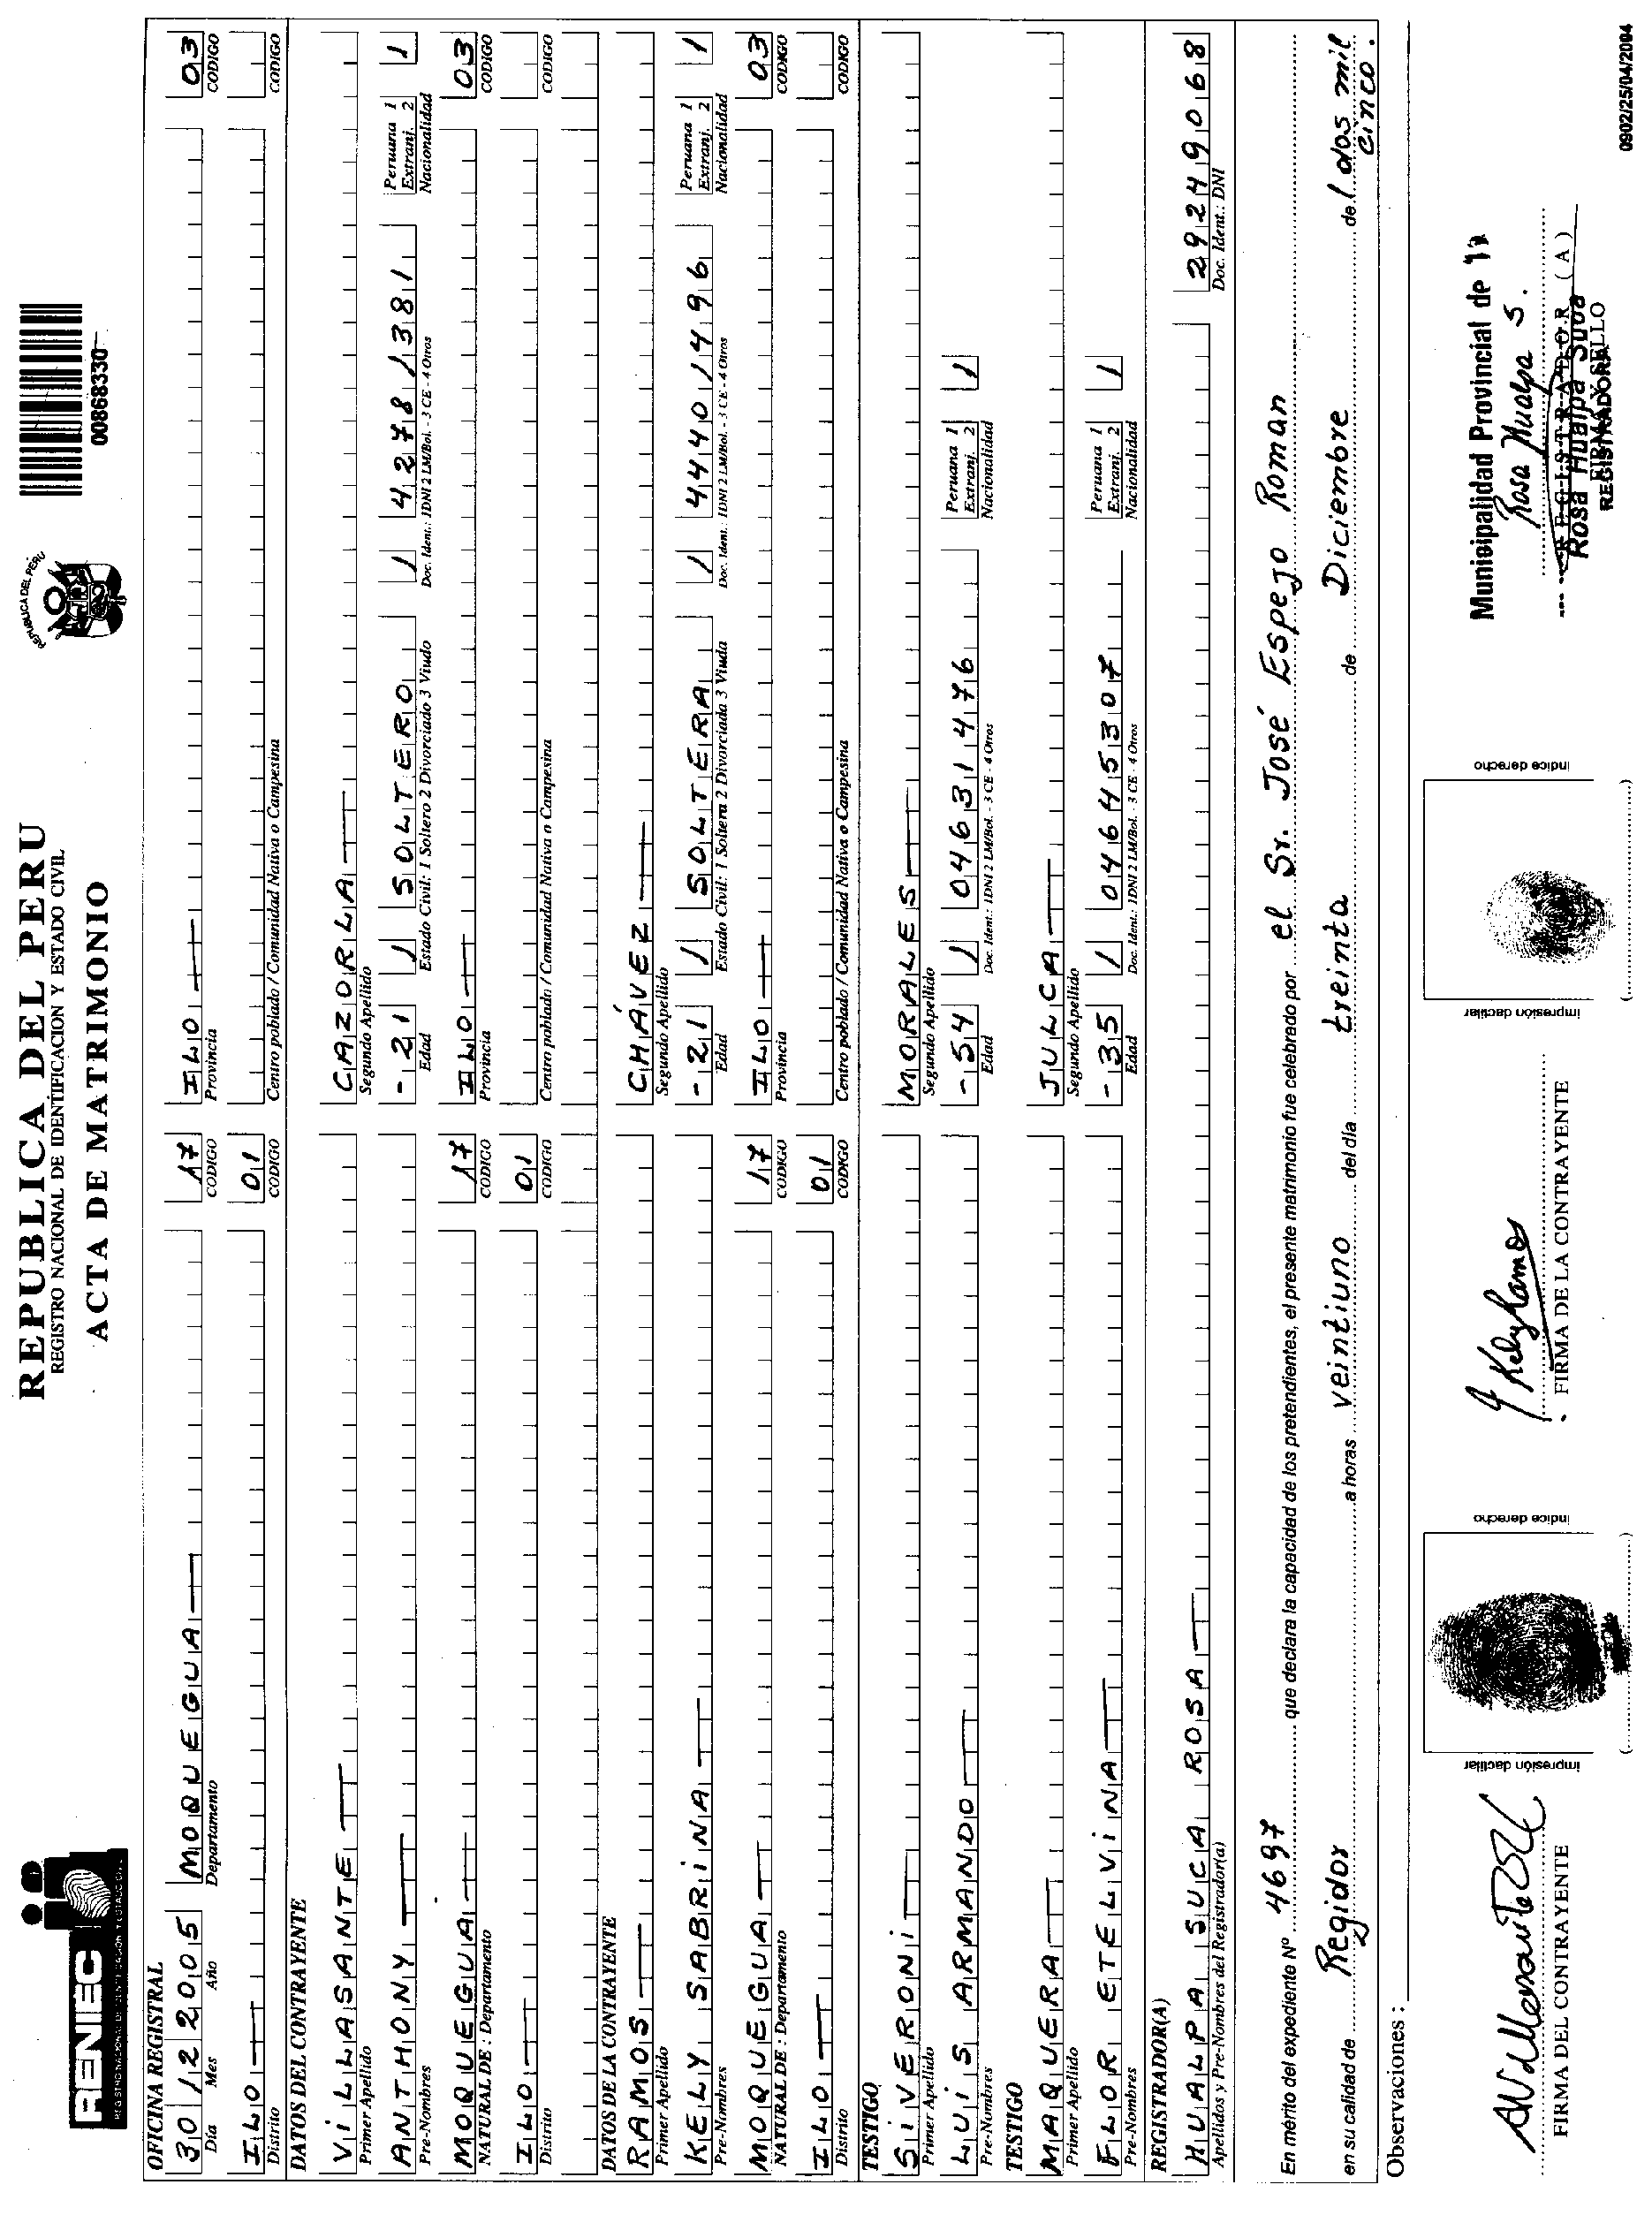 RENIEC
REGISTRO NACIONAL DE IDENTIFICACION Y ESTADO CIVIL
REPUBLICA DEL PERU
REGISTRO NACIONAL DE IDENTIFICACION Y ESTADO CIVIL
ACTA DE MATRIMONIO
REPUBLICA DEL PERU
00868330
OFICINA REGISTRAL
30 12 2005 MOQUEGUA 17 ILO 03
Día Mes Año Departamento CODIGO Provincia CODIGO
ILO 01
Distrito CODIGO Centro poblado / Comunidad Nativa o Campesina CODIGO
DATOS DEL CONTRAYENTE
VILLASANTE CAZORLA
Primer Apellido Segundo Apellido
ANTHONY -21 1 SOLTERO 1 42781381 Peruana 1 Extranj. 2 1
Pre-Nombres Edad Estado Civil: 1 Soltero 2 Divorciado 3 Viudo Doc. Ident.: 1DNI 2 LM/Bol. - 3 CE - 4 Otros Nacionalidad
MOQUEGUA 17 ILO 03
NATURAL DE : Departamento CODIGO Provincia CODIGO
ILO 01
Distrito CODIGO Centro poblado / Comunidad Nativa o Campesina CODIGO
DATOS DE LA CONTRAYENTE
RAMOS CHÁVEZ
Primer Apellido Segundo Apellido
KELY SABRINA -21 1 SOLTERA 1 44401496 Peruana 1 Extranj. 2 1
Pre-Nombres Edad Estado Civil: 1 Soltera 2 Divorciada 3 Viuda Doc. Ident.: 1DNI 2 LM/Bol. - 3 CE - 4 Otros Nacionalidad
MOQUEGUA 17 ILO 03
NATURAL DE : Departamento CODIGO Provincia CODIGO
ILO 01
Distrito CODIGO Centro poblado / Comunidad Nativa o Campesina CODIGO
TESTIGO
SIVERONI MORALES
Primer Apellido Segundo Apellido
LUIS ARMANDO -54 1 04631476 Peruana 1 Extranj. 2 1
Pre-Nombres Edad Doc. Ident.: 1DNI 2 LM/Bol. - 3 CE - 4 Otros Nacionalidad
TESTIGO
MAQUERA JULCA
Primer Apellido Segundo Apellido
FLOR ETELVINA -35 1 04645307 Peruana 1 Extranj. 2 1
Pre-Nombres Edad Doc. Ident.: 1DNI 2 LM/Bol. - 3 CE - 4 Otros Nacionalidad
REGISTRADOR(A)
HUALPA SUCA ROSA 29249068
Apellidos y Pre-Nombres del Registrador(a) Doc. Ident.: DNI
En mérito del expediente Nº 4697 que declara la capacidad de los pretendientes, el presente matrimonio fue celebrado por el Sr. José Espejo Roman
en su calidad de Regidor a horas veintiuno del día treinta de Diciembre de dos mil
cinco.
Observaciones :
FIRMA DEL CONTRAYENTE
impresión dactilar
indice derecho
Kely Ramos
FIRMA DE LA CONTRAYENTE
impresión dactilar
indice derecho
Municipalidad Provincial de
Rosa Hualpa S.
REGISTRADOR (A)
Rosa Hualpa Suca
FIRMA Y SELLO
REGISTRADORA
0902/25/04/2004